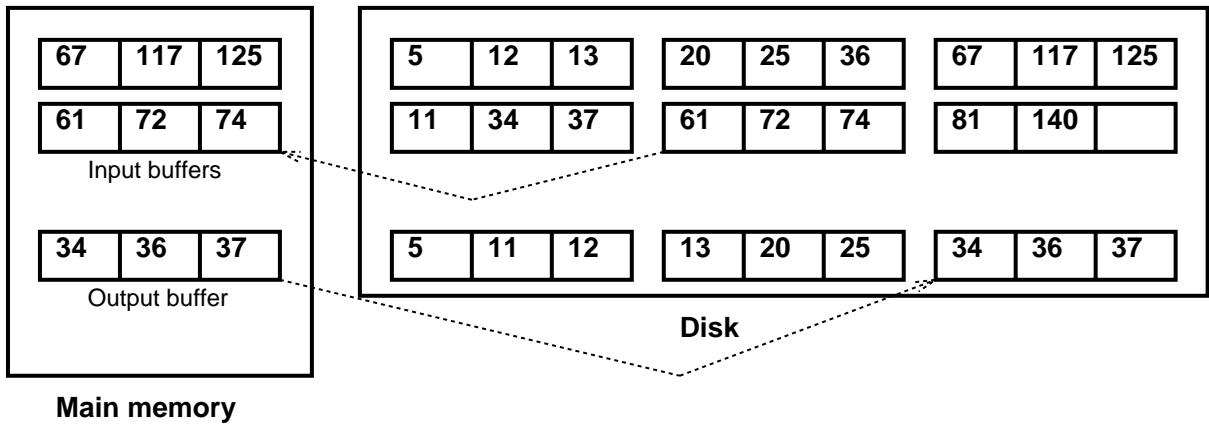 67 117 125 5 12 13 20 25 36 67 117 125
61 72 74 11 34 37 61 72 74 81 140
Input buffers
34 36 37 5 11 12 13 20 25 34 36 37
Output buffer
Disk
Main memory